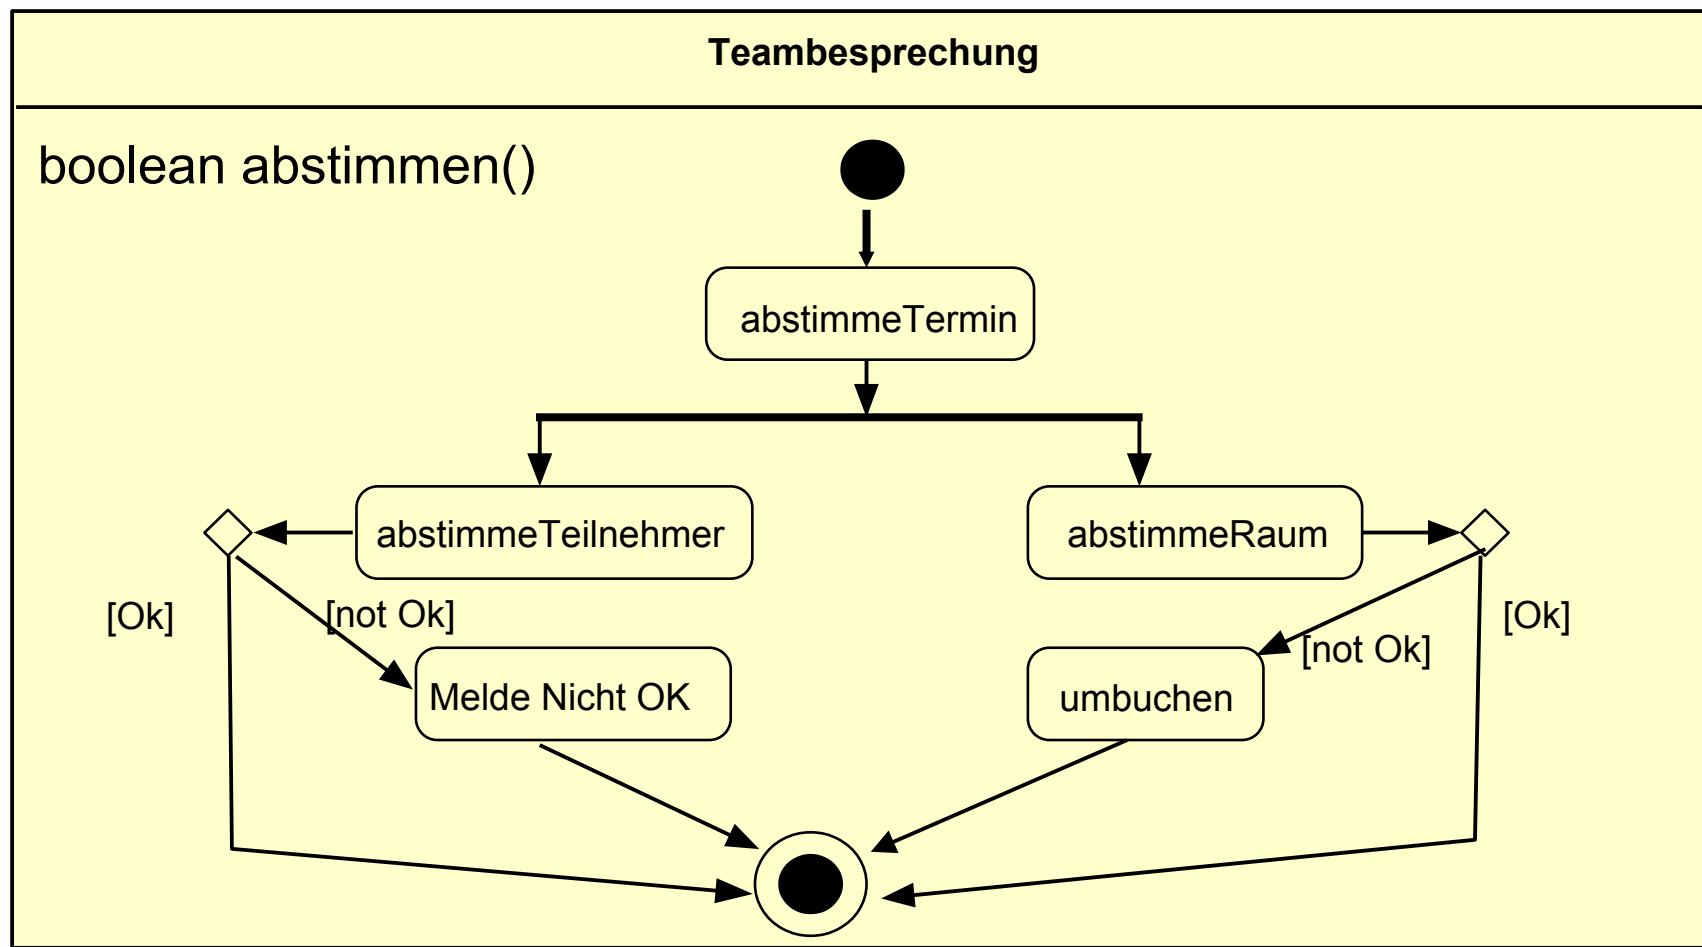 Teambesprechung
boolean abstimmen()
abstimmeTermin
abstimmeTeilnehmer
abstimmeRaum
[Ok]
[not Ok]
[not Ok]
[Ok]
Melde Nicht OK
umbuchen